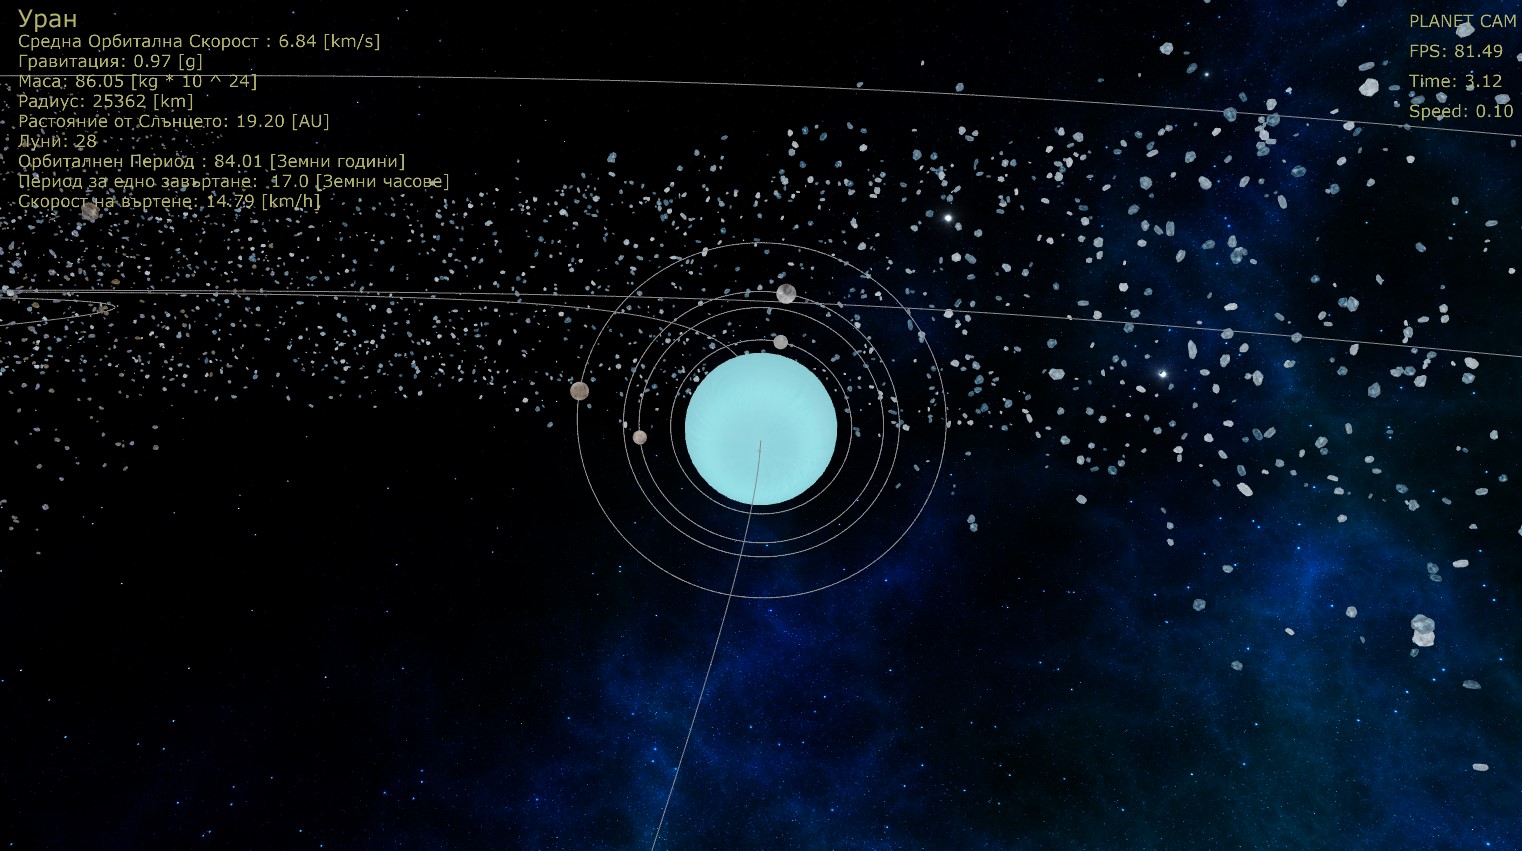 Уран
Средна Орбитална Скорост : 6.84 [km/s]
Гравитация: 0.97 [g]
Маса: 86.05 [kg * 10 ^ 24]
Радиус: 25362 [km]
Растояние от Слънцето: 19.20 [AU]
Луни: 28
Орбиталнен Период : 84.01 [Земни години]
Период за едно завъртане: 17.0 [Земни часове]
Скорост на въртене: 14.79 [km/h]
PLANET CAM
FPS: 81.49
Time: 3.12
Speed: 0.10